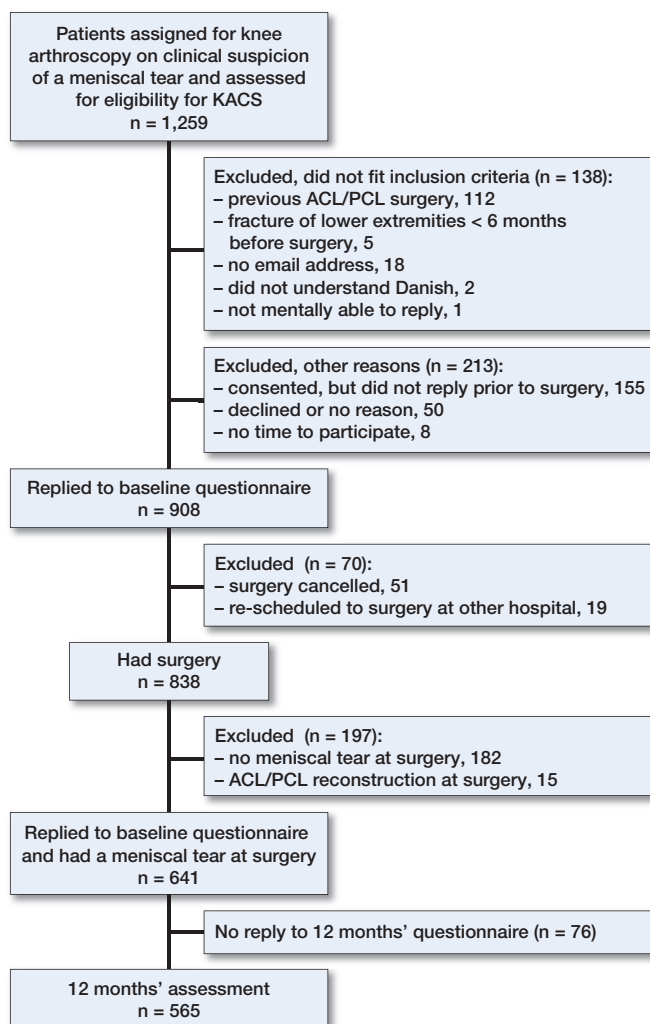 Patients assigned for knee
arthroscopy on clinical suspicion
of a meniscal tear and assessed
for eligibility for KACS
n = 1,259
Excluded, did not fit inclusion criteria (n = 138):
– previous ACL/PCL surgery, 112
– fracture of lower extremities < 6 months
before surgery, 5
– no email address, 18
– did not understand Danish, 2
– not mentally able to reply, 1
Excluded, other reasons (n = 213):
– consented, but did not reply prior to surgery, 155
– declined or no reason, 50
– no time to participate, 8
Replied to baseline questionnaire
n = 908
Excluded (n = 70):
– surgery cancelled, 51
– re-scheduled to surgery at other hospital, 19
Had surgery
n = 838
Excluded (n = 197):
– no meniscal tear at surgery, 182
– ACL/PCL reconstruction at surgery, 15
Replied to baseline questionnaire
and had a meniscal tear at surgery
n = 641
No reply to 12 months’ questionnaire (n = 76)
12 months’ assessment
n = 565